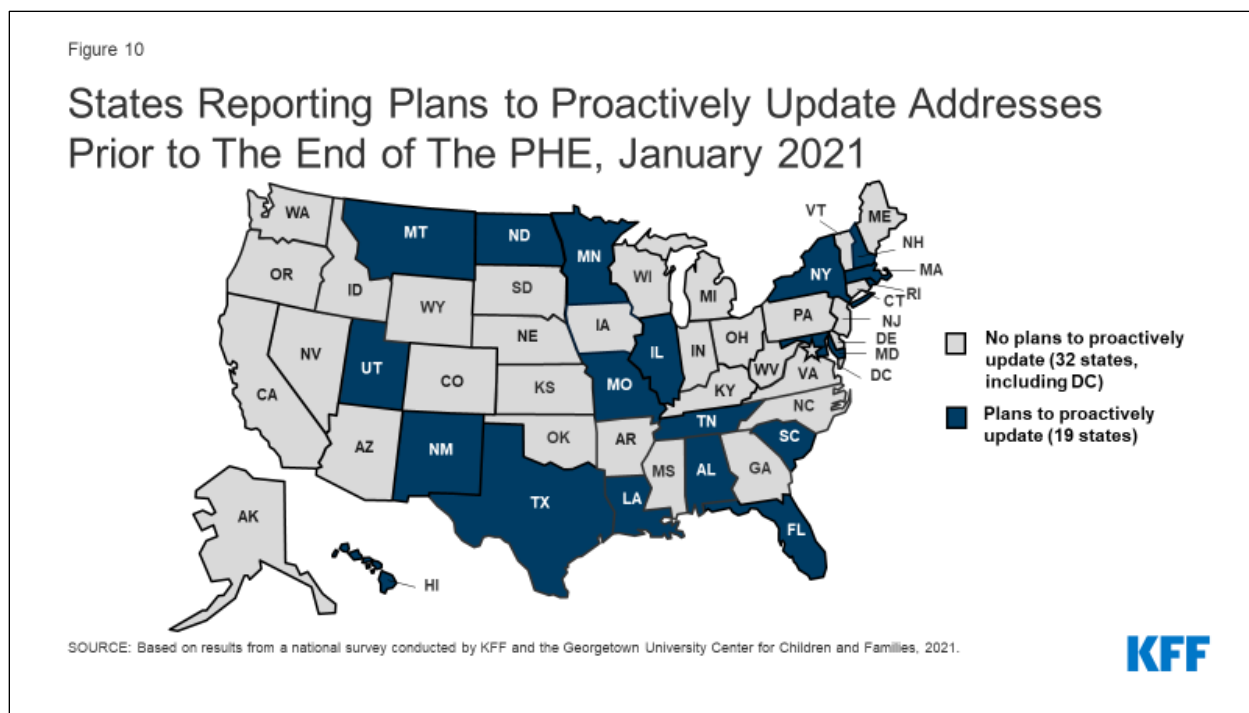 Figure 10
States Reporting Plans to Proactively Update Addresses
Prior to The End of The PHE, January 2021
WA
MT
ND
MN
VT
ME
NH
OR
ID
SD
WI
NY
MA
WY
MI
RI
CT
IA
PA
NJ
NE
OH
DE
NV
UT
IL
IN
MD
CO
WV
VA
DC
CA
KS
MO
KY
NC
TN
AZ
NM
OK
AR
SC
MS
AL
GA
TX
LA
FL
AK
HI
No plans to proactively
update (32 states,
including DC)
Plans to proactively
update (19 states)
SOURCE: Based on results from a national survey conducted by KFF and the Georgetown University Center for Children and Families, 2021.
KFF